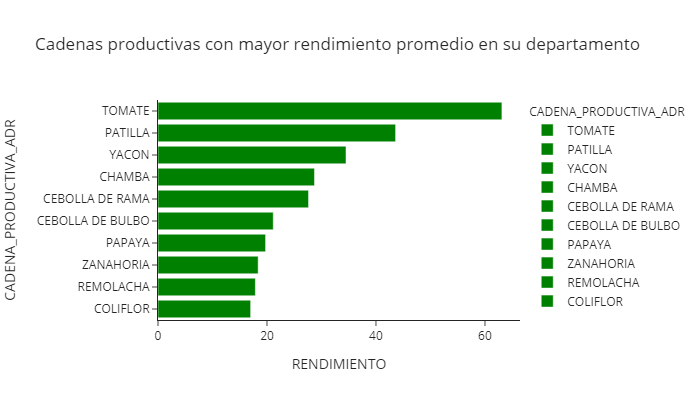 Cadenas productivas con mayor rendimiento promedio en su departamento
CADENA_PRODUCTIVA_ADR
TOMATE
PATILLA
YACON
CHAMBA
CEBOLLA DE RAMA
CEBOLLA DE BULBO
PAPAYA
ZANAHORIA
REMOLACHA
COLIFLOR
0
20
40
60
RENDIMIENTO
CADENA_PRODUCTIVA_ADR
TOMATE
PATILLA
YACON
CHAMBA
CEBOLLA DE RAMA
CEBOLLA DE BULBO
PAPAYA
ZANAHORIA
REMOLACHA
COLIFLOR